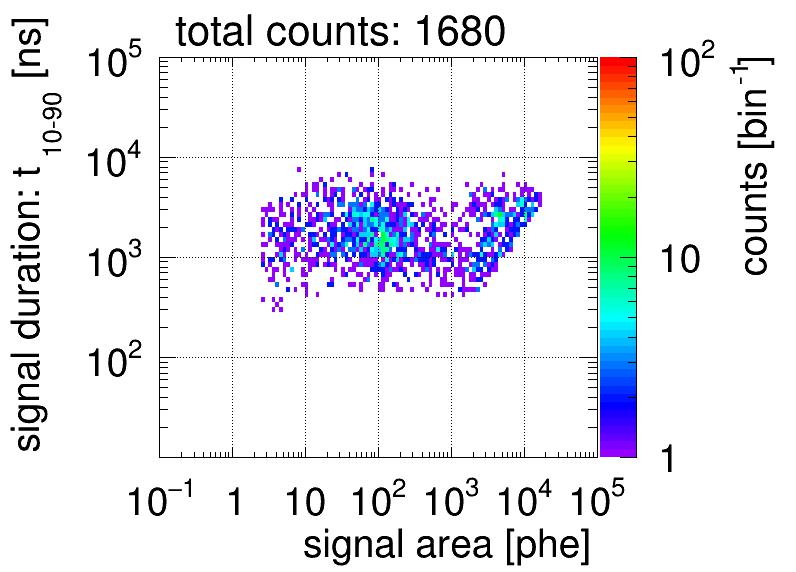 total counts: 1680
signal duration: t 10-90 [ns]
10^5
10^4
10^3
10^2
10^−1 1 10 10^2 10^3 10^4 10^5
signal area [phe]
10^2
10
1
counts [bin^-1]